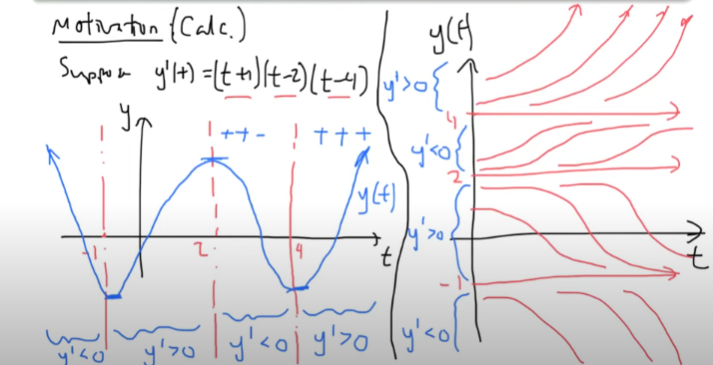 Motivation (Calc.)
Suppose y'(t) = (t+1)(t-2)(t-4)
y
++-
+++
y(t)
-1
2
4
t
y'<0
y'>0
y'<0
y'>0
y(t)
y'>0
4
y'<0
2
y'>0
-1
y'<0
t